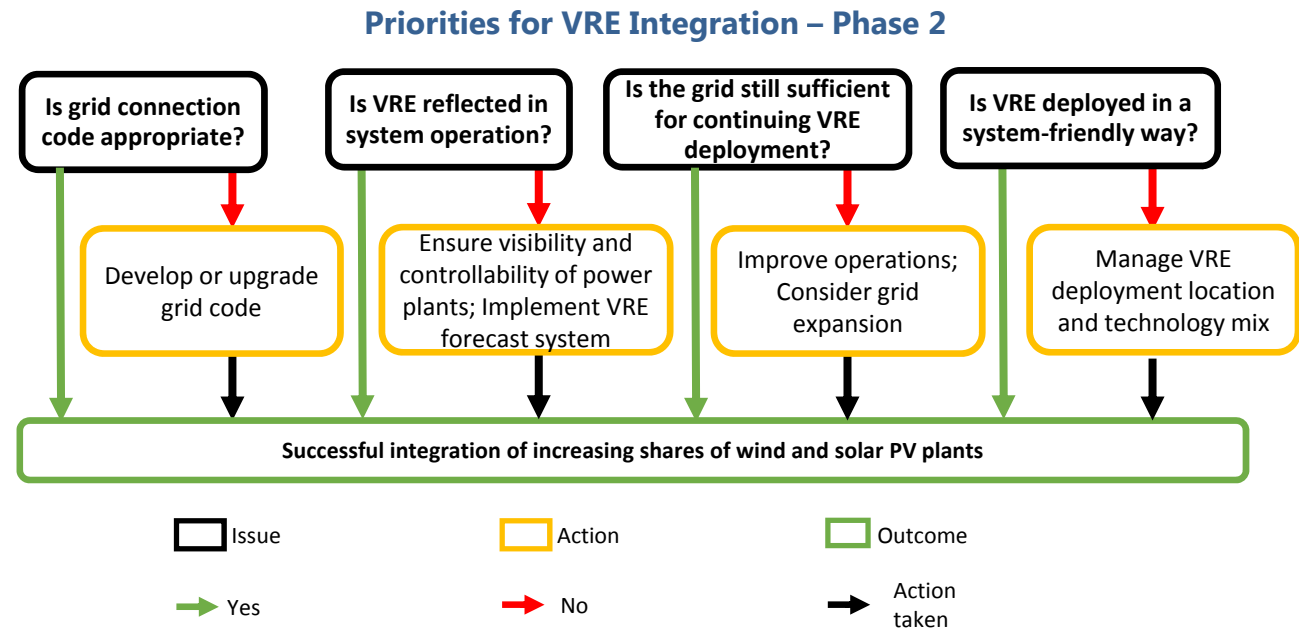 Priorities for VRE Integration – Phase 2
Is grid connection
code appropriate?
Is VRE reflected in
system operation?
Is the grid still sufficient
for continuing VRE
deployment?
Is VRE deployed in a
system-friendly way?
Develop or upgrade
grid code
Ensure visibility and
controllability of power
plants; Implement VRE
forecast system
Improve operations;
Consider grid
expansion
Manage VRE
deployment location
and technology mix
Successful integration of increasing shares of wind and solar PV plants
Issue
Action
Outcome
Yes
No
Action
taken